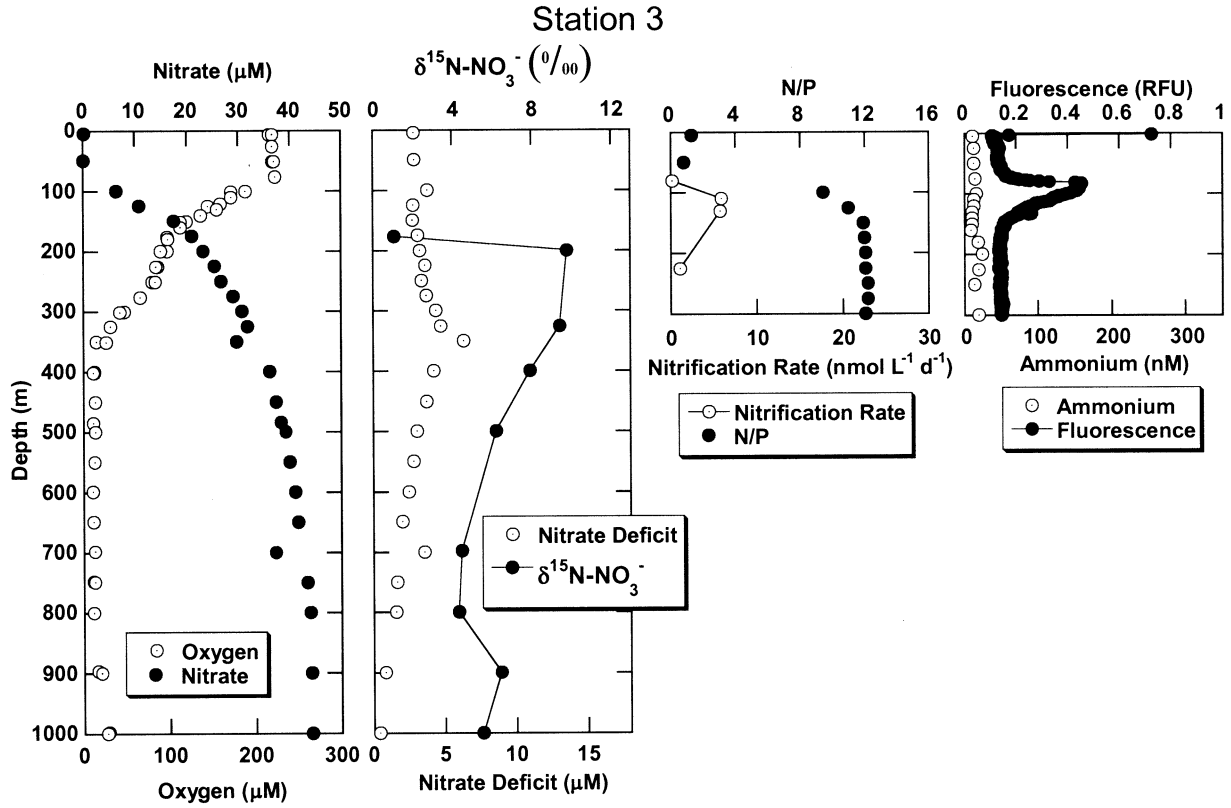 Station 3
Nitrate (μM)
0 10 20 30 40 50
0
100
200
300
400
500
600
700
800
900
1000
Depth (m)
Oxygen
Nitrate
0 100 200 300
Oxygen (μM)
δ¹⁵N-NO₃⁻ (⁰/₀₀)
0 4 8 12
Nitrate Deficit
δ¹⁵N-NO₃⁻
0 5 10 15
Nitrate Deficit (μM)
N/P
0 4 8 12 16
0 10 20 30
Nitrification Rate (nmol L⁻¹ d⁻¹)
Nitrification Rate
N/P
Fluorescence (RFU)
0 0.2 0.4 0.6 0.8 1
0 100 200 300
Ammonium (nM)
Ammonium
Fluorescence